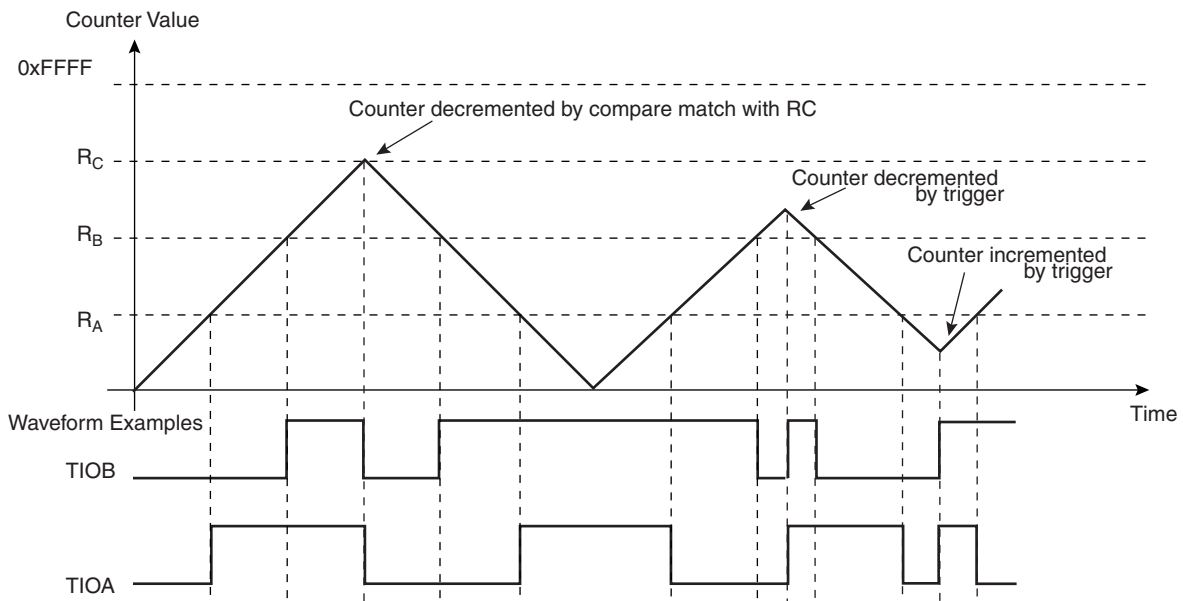 Counter Value
0xFFFF
Counter decremented by compare match with RC
RC
Counter decremented
by trigger
RB
Counter incremented
by trigger
RA
Time
Waveform Examples
TIOB
TIOA